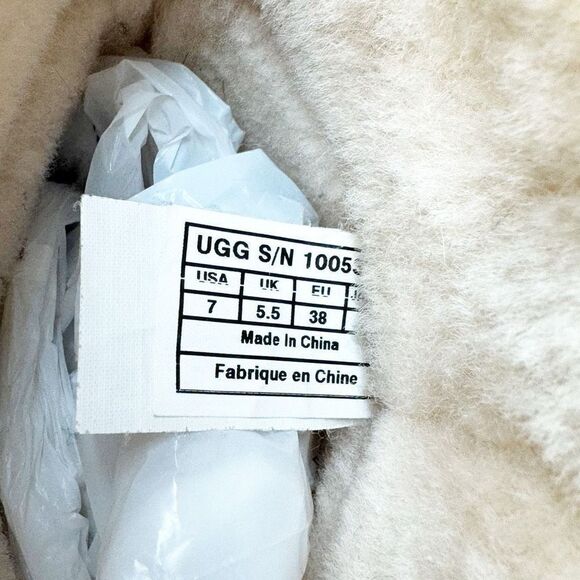 UGG S/N 1005
USA UK EU
7 5.5 38
Made In China
Fabrique en Chine